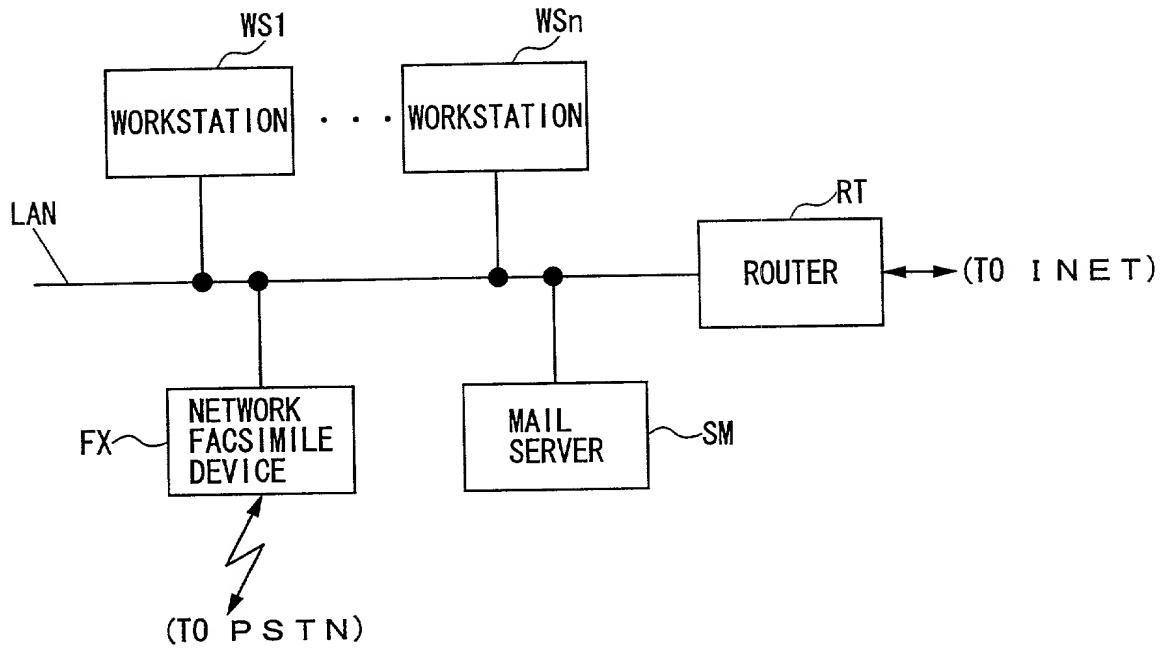 WS1
WSn
WORKSTATION
· · ·
WORKSTATION
LAN
RT
ROUTER
(TO INET)
NETWORK
FACSIMILE
DEVICE
FX
MAIL
SERVER
SM
(TO PSTN)